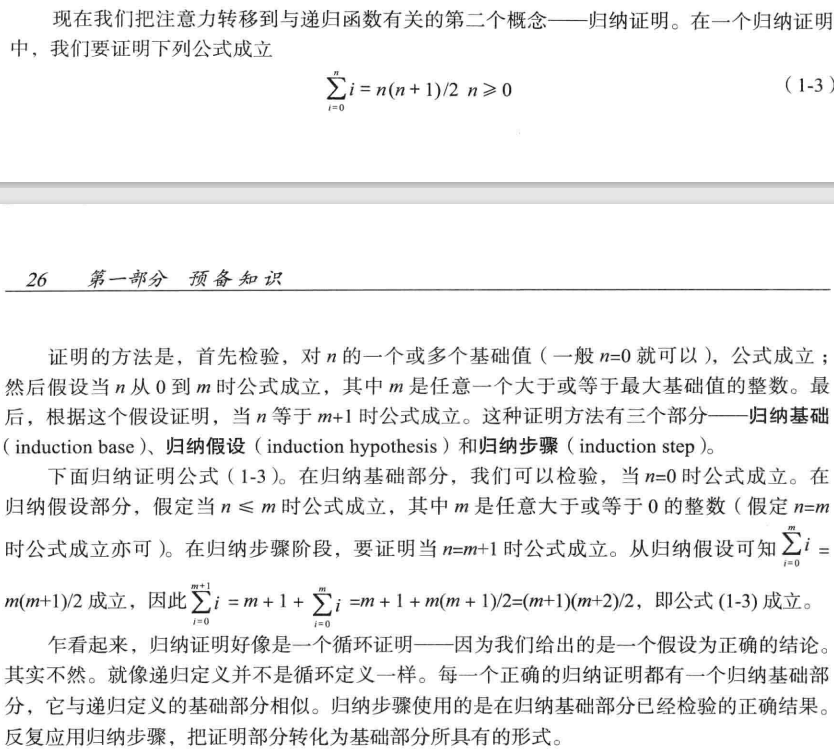 现在我们把注意力转移到与递归函数有关的第二个概念——归纳证明。在一个归纳证明
中，我们要证明下列公式成立
n
∑i = n(n + 1)/2 n ≥ 0 （1-3）
i=0
26 第一部分 预备知识
证明的方法是，首先检验，对 n 的一个或多个基础值（一般 n=0 就可以），公式成立；
然后假设当 n 从 0 到 m 时公式成立，其中 m 是任意一个大于或等于最大基础值的整数。最
后，根据这个假设证明，当 n 等于 m+1 时公式成立。这种证明方法有三个部分——归纳基础
（induction base）、归纳假设（induction hypothesis）和归纳步骤（induction step）。
下面归纳证明公式（1-3）。在归纳基础部分，我们可以检验，当 n=0 时公式成立。在
归纳假设部分，假定当 n ≤ m 时公式成立，其中 m 是任意大于或等于 0 的整数（假定 n=m
时公式成立亦可）。在归纳步骤阶段，要证明当 n=m+1 时公式成立。从归纳假设可知 m∑i=0 i =
m(m+1)/2 成立，因此 m+1∑i=0 i = m + 1 + m∑i=0 i =m + 1 + m(m + 1)/2=(m+1)(m+2)/2，即公式 (1-3) 成立。
乍看起来，归纳证明好像是一个循环证明——因为我们给出的是一个假设为正确的结论。
其实不然。就像递归定义并不是循环定义一样。每一个正确的归纳证明都有一个归纳基础部
分，它与递归定义的基础部分相似。归纳步骤使用的是在归纳基础部分已经检验的正确结果。
反复应用归纳步骤，把证明部分转化为基础部分所具有的形式。